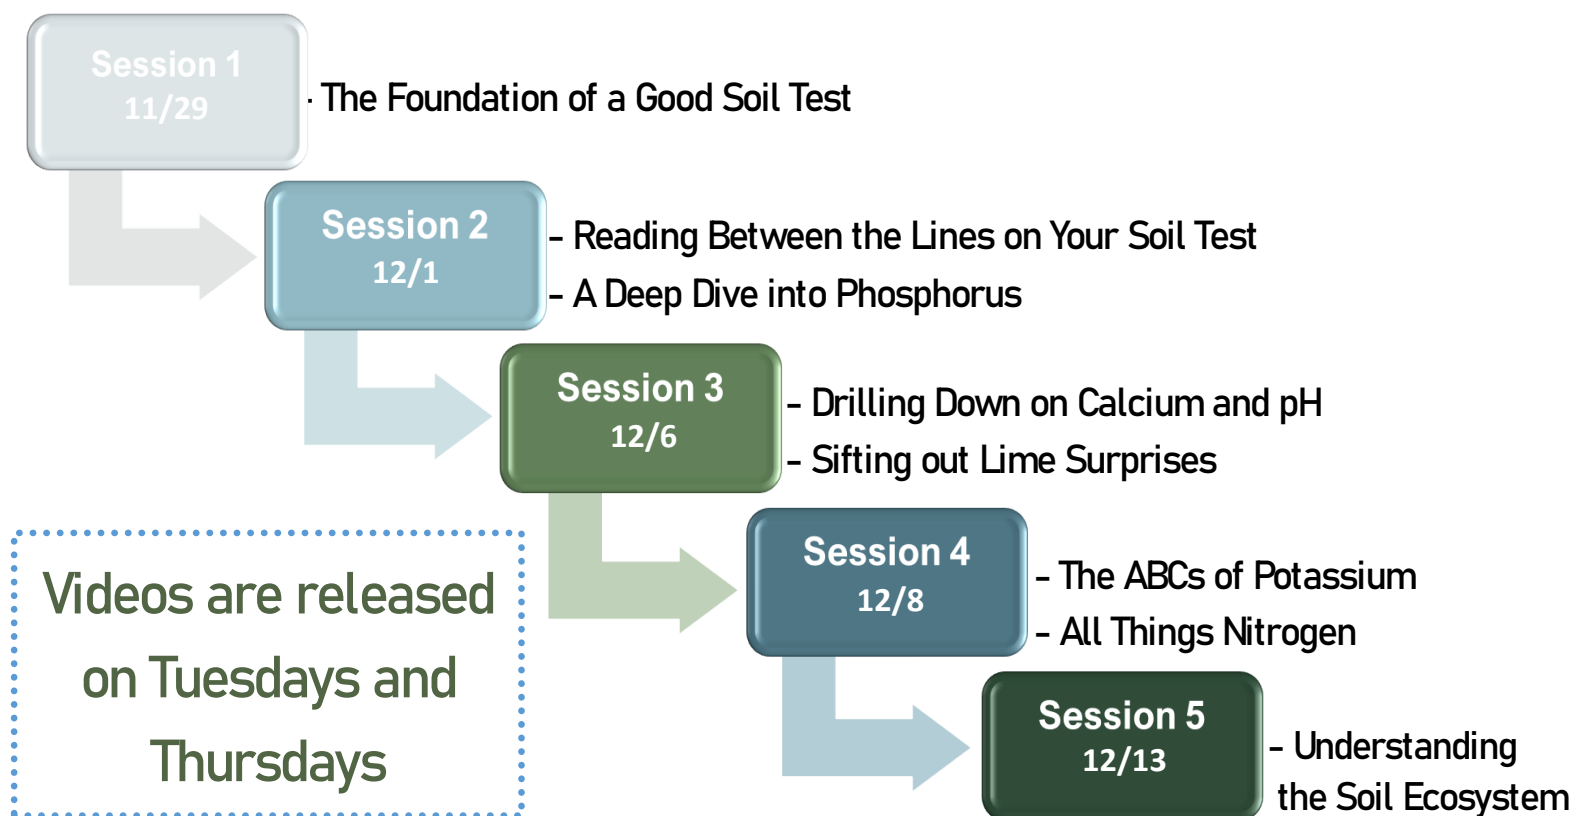 Session 1
11/29
- The Foundation of a Good Soil Test
Session 2
12/1
- Reading Between the Lines on Your Soil Test
- A Deep Dive into Phosphorus
Session 3
12/6
- Drilling Down on Calcium and pH
- Sifting out Lime Surprises
Session 4
12/8
- The ABCs of Potassium
- All Things Nitrogen
Session 5
12/13
- Understanding
the Soil Ecosystem
Videos are released
on Tuesdays and
Thursdays